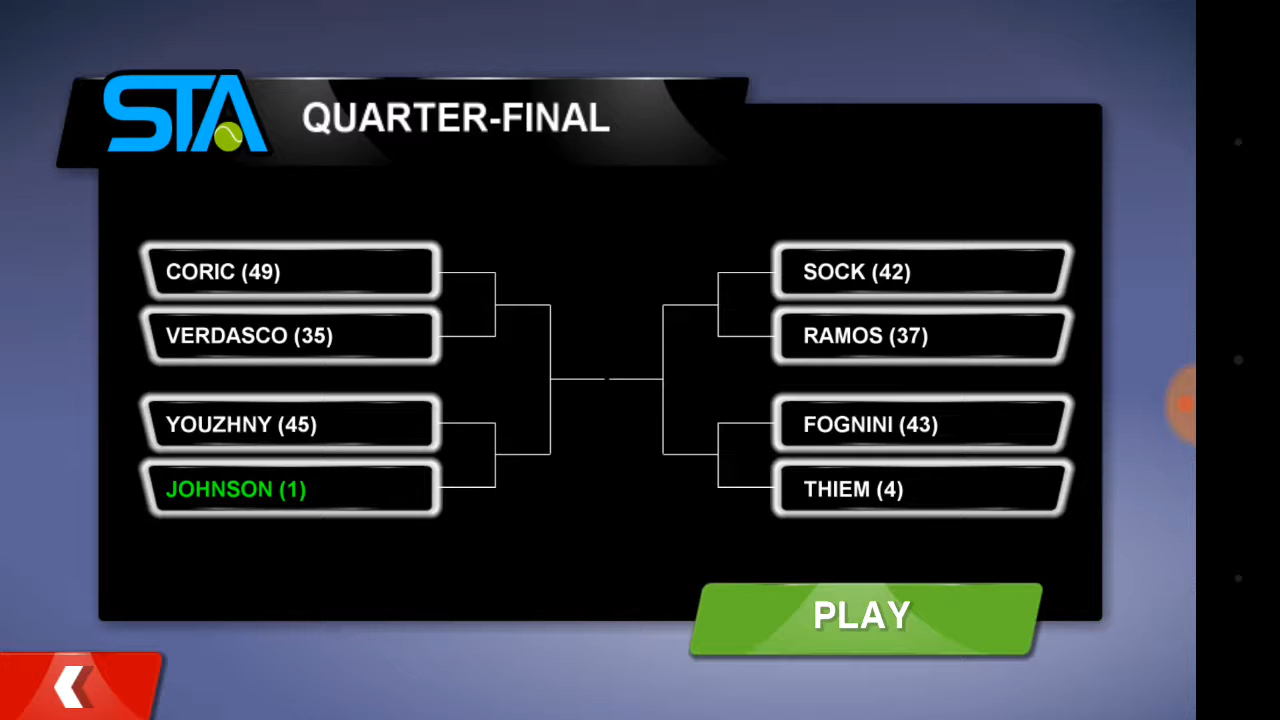 STA
QUARTER-FINAL
CORIC (49)
VERDASCO (35)
YOUZHNY (45)
JOHNSON (1)
SOCK (42)
RAMOS (37)
FOGNINI (43)
THIEM (4)
PLAY